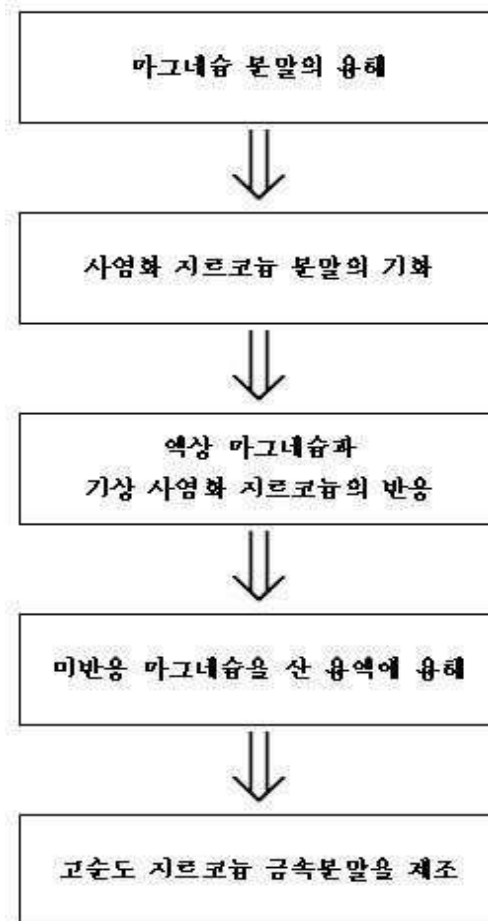 마그네슘 분말의 용해
사염화 지르코늄 분말의 기화
액상 마그네슘과
기상 사염화 지르코늄의 반응
미반응 마그네슘을 산 용액에 용해
고순도 지르코늄 금속분말을 제조